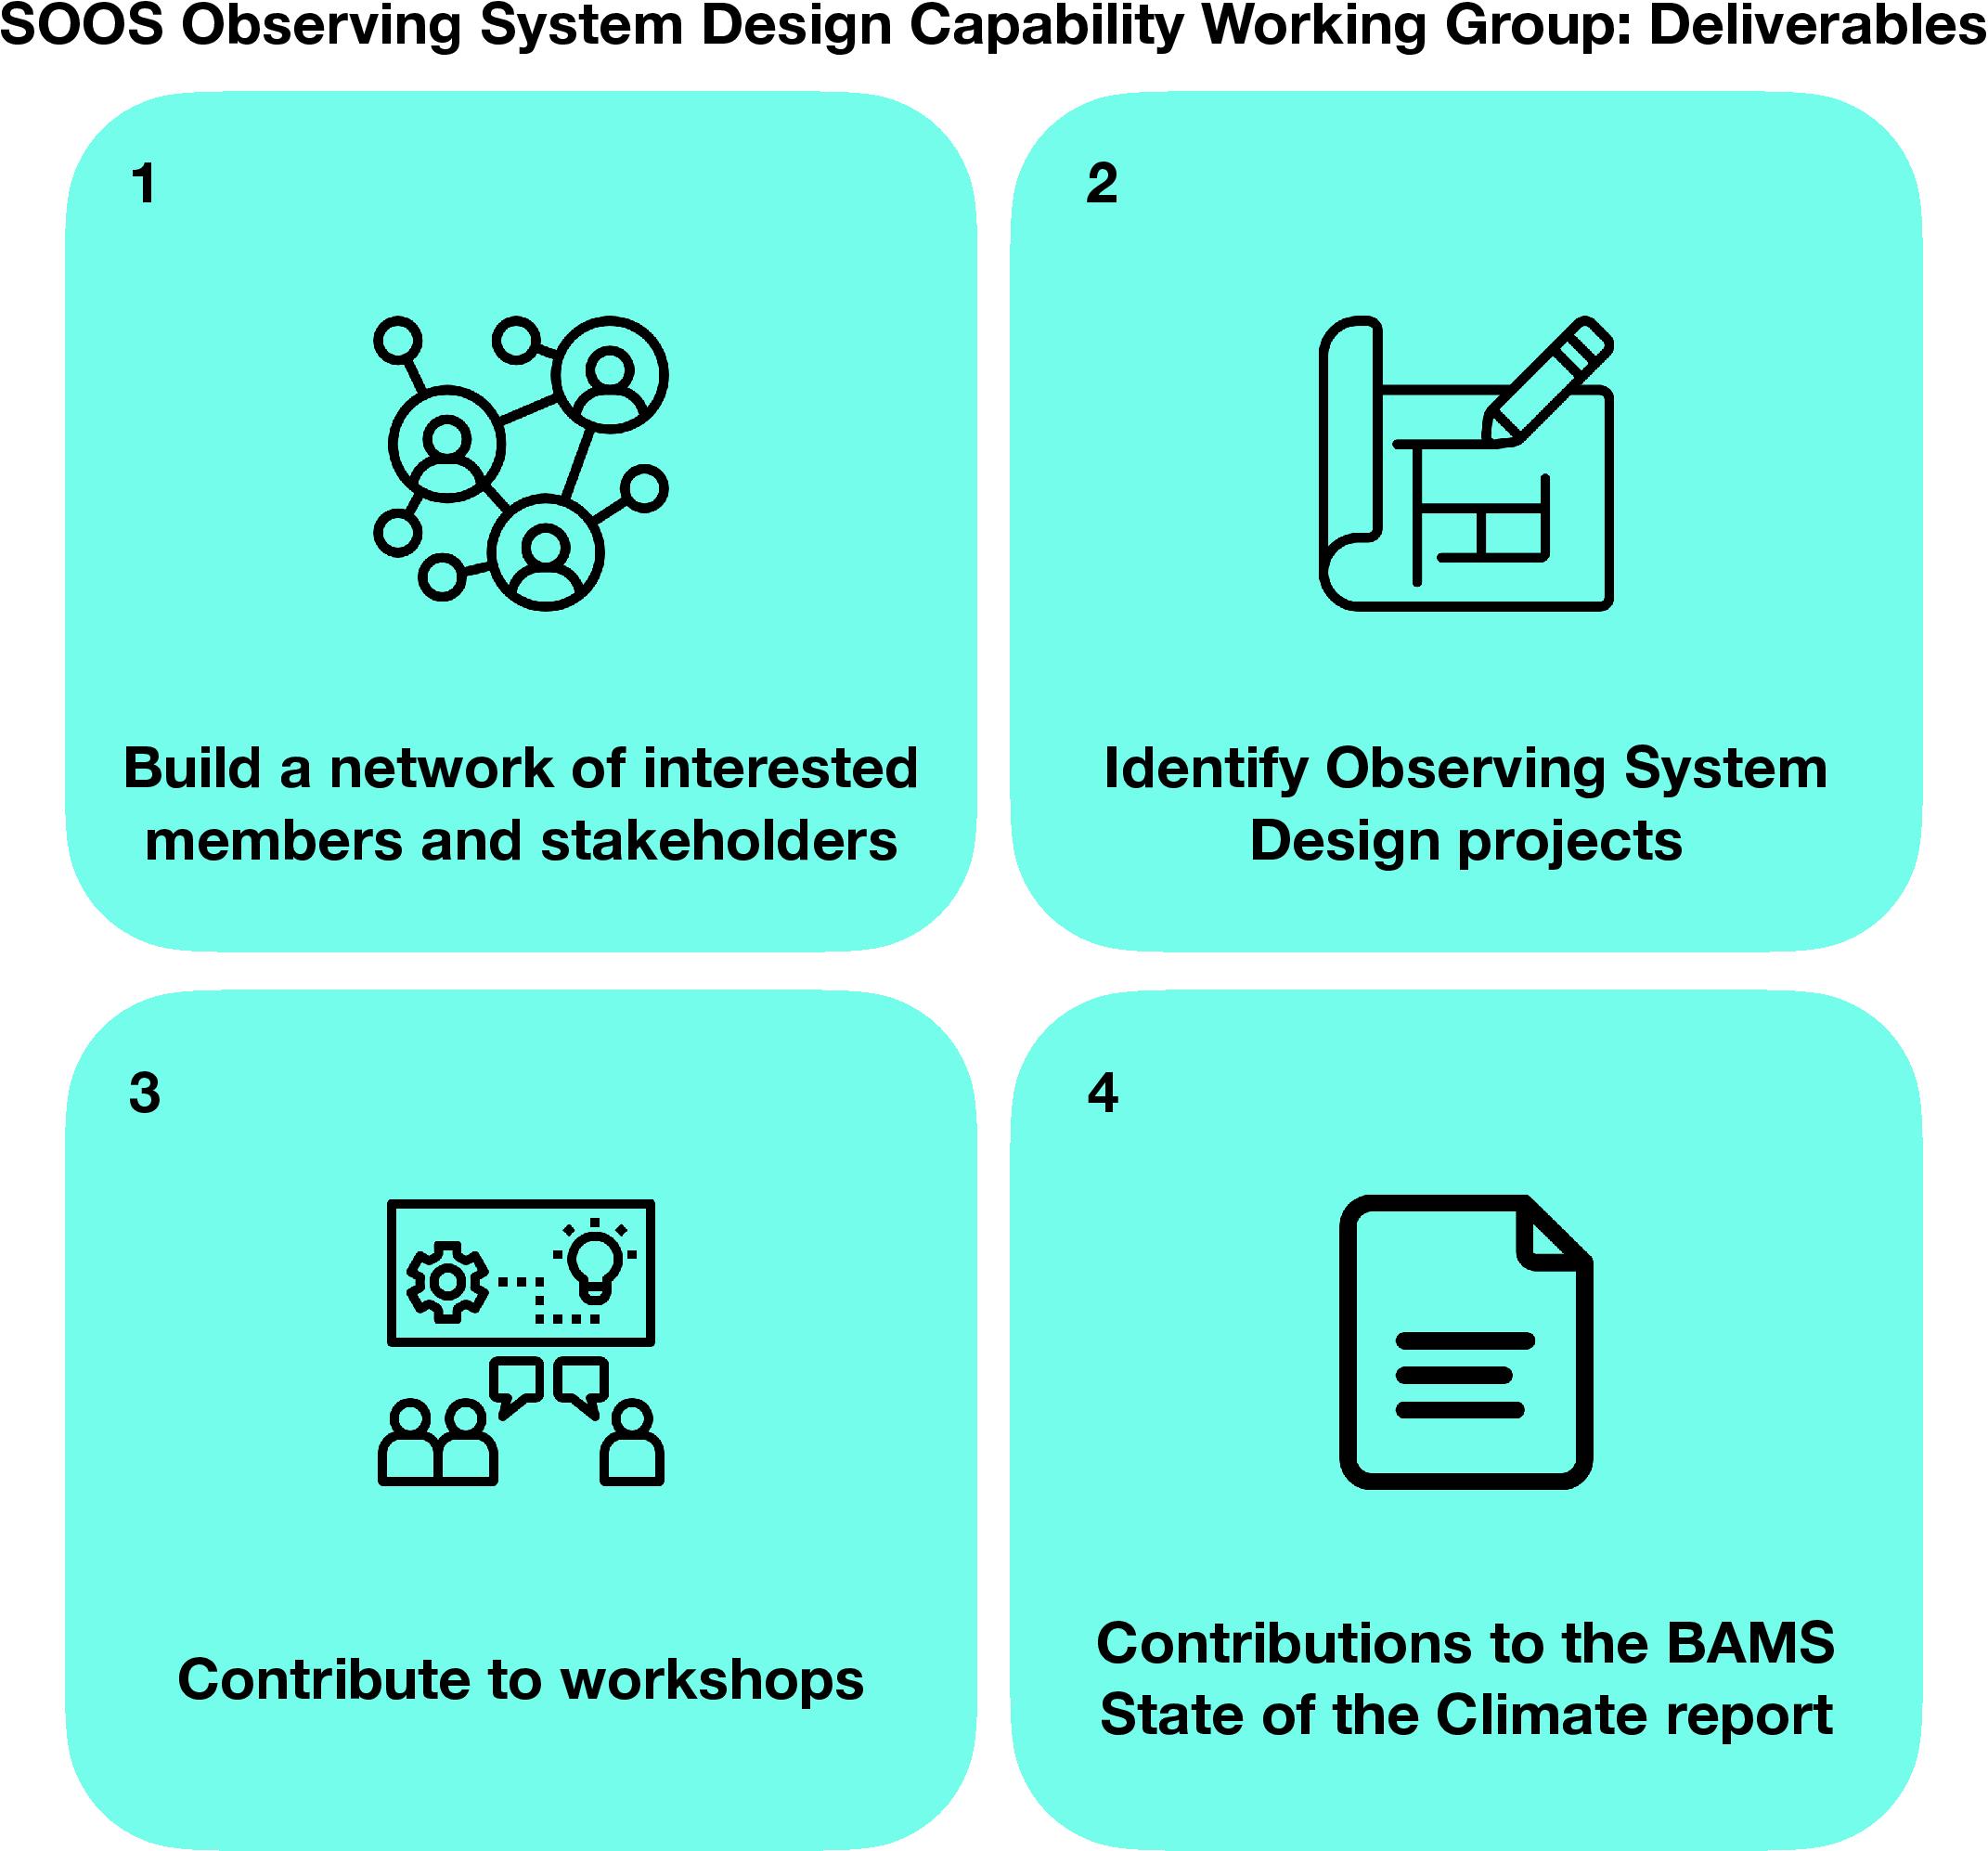 SOOS Observing System Design Capability Working Group: Deliverables
1
Build a network of interested
members and stakeholders
2
Identify Observing System
Design projects
3
Contribute to workshops
4
Contributions to the BAMS
State of the Climate report